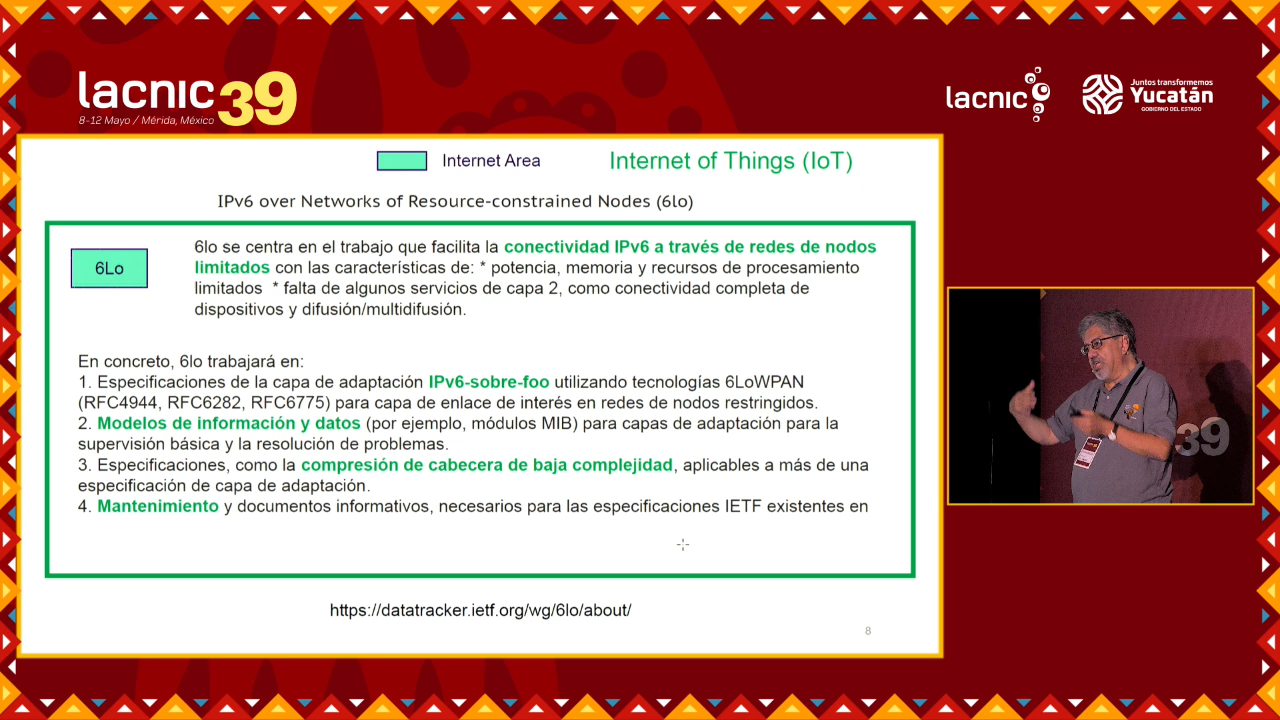 lacnic 39
8-12 Mayo / Mérida, México
lacnic
Juntos transformemos
Yucatán
GOBIERNO DEL ESTADO
Internet Area
Internet of Things (IoT)
IPv6 over Networks of Resource-constrained Nodes (6lo)
6Lo
6lo se centra en el trabajo que facilita la conectividad IPv6 a través de redes de nodos
limitados con las características de: * potencia, memoria y recursos de procesamiento
limitados * falta de algunos servicios de capa 2, como conectividad completa de
dispositivos y difusión/multidifusión.
En concreto, 6lo trabajará en:
1. Especificaciones de la capa de adaptación IPv6-sobre-foo utilizando tecnologías 6LoWPAN
(RFC4944, RFC6282, RFC6775) para capa de enlace de interés en redes de nodos restringidos.
2. Modelos de información y datos (por ejemplo, módulos MIB) para capas de adaptación para la
supervisión básica y la resolución de problemas.
3. Especificaciones, como la compresión de cabecera de baja complejidad, aplicables a más de una
especificación de capa de adaptación.
4. Mantenimiento y documentos informativos, necesarios para las especificaciones IETF existentes en
https://datatracker.ietf.org/wg/6lo/about/
8
39